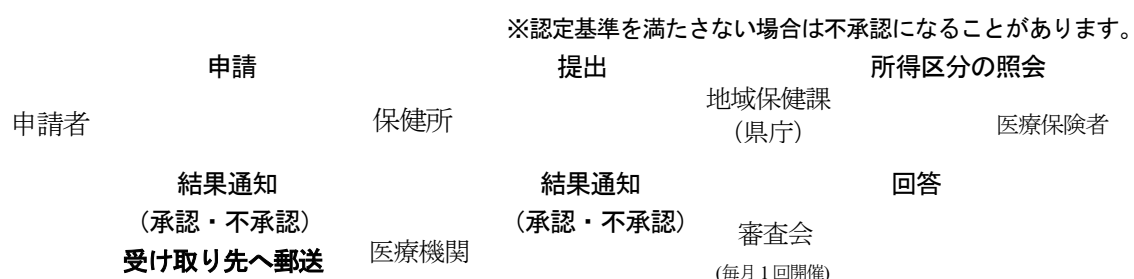 ※認定基準を満たさない場合は不承認になることがあります。
申請 提出 所得区分の照会
申請者 保健所 地域保健課 医療保険者
（県庁）
結果通知 結果通知 回答
（承認・不承認） （承認・不承認） 審査会
受け取り先へ郵送 医療機関
(毎月1回開催)